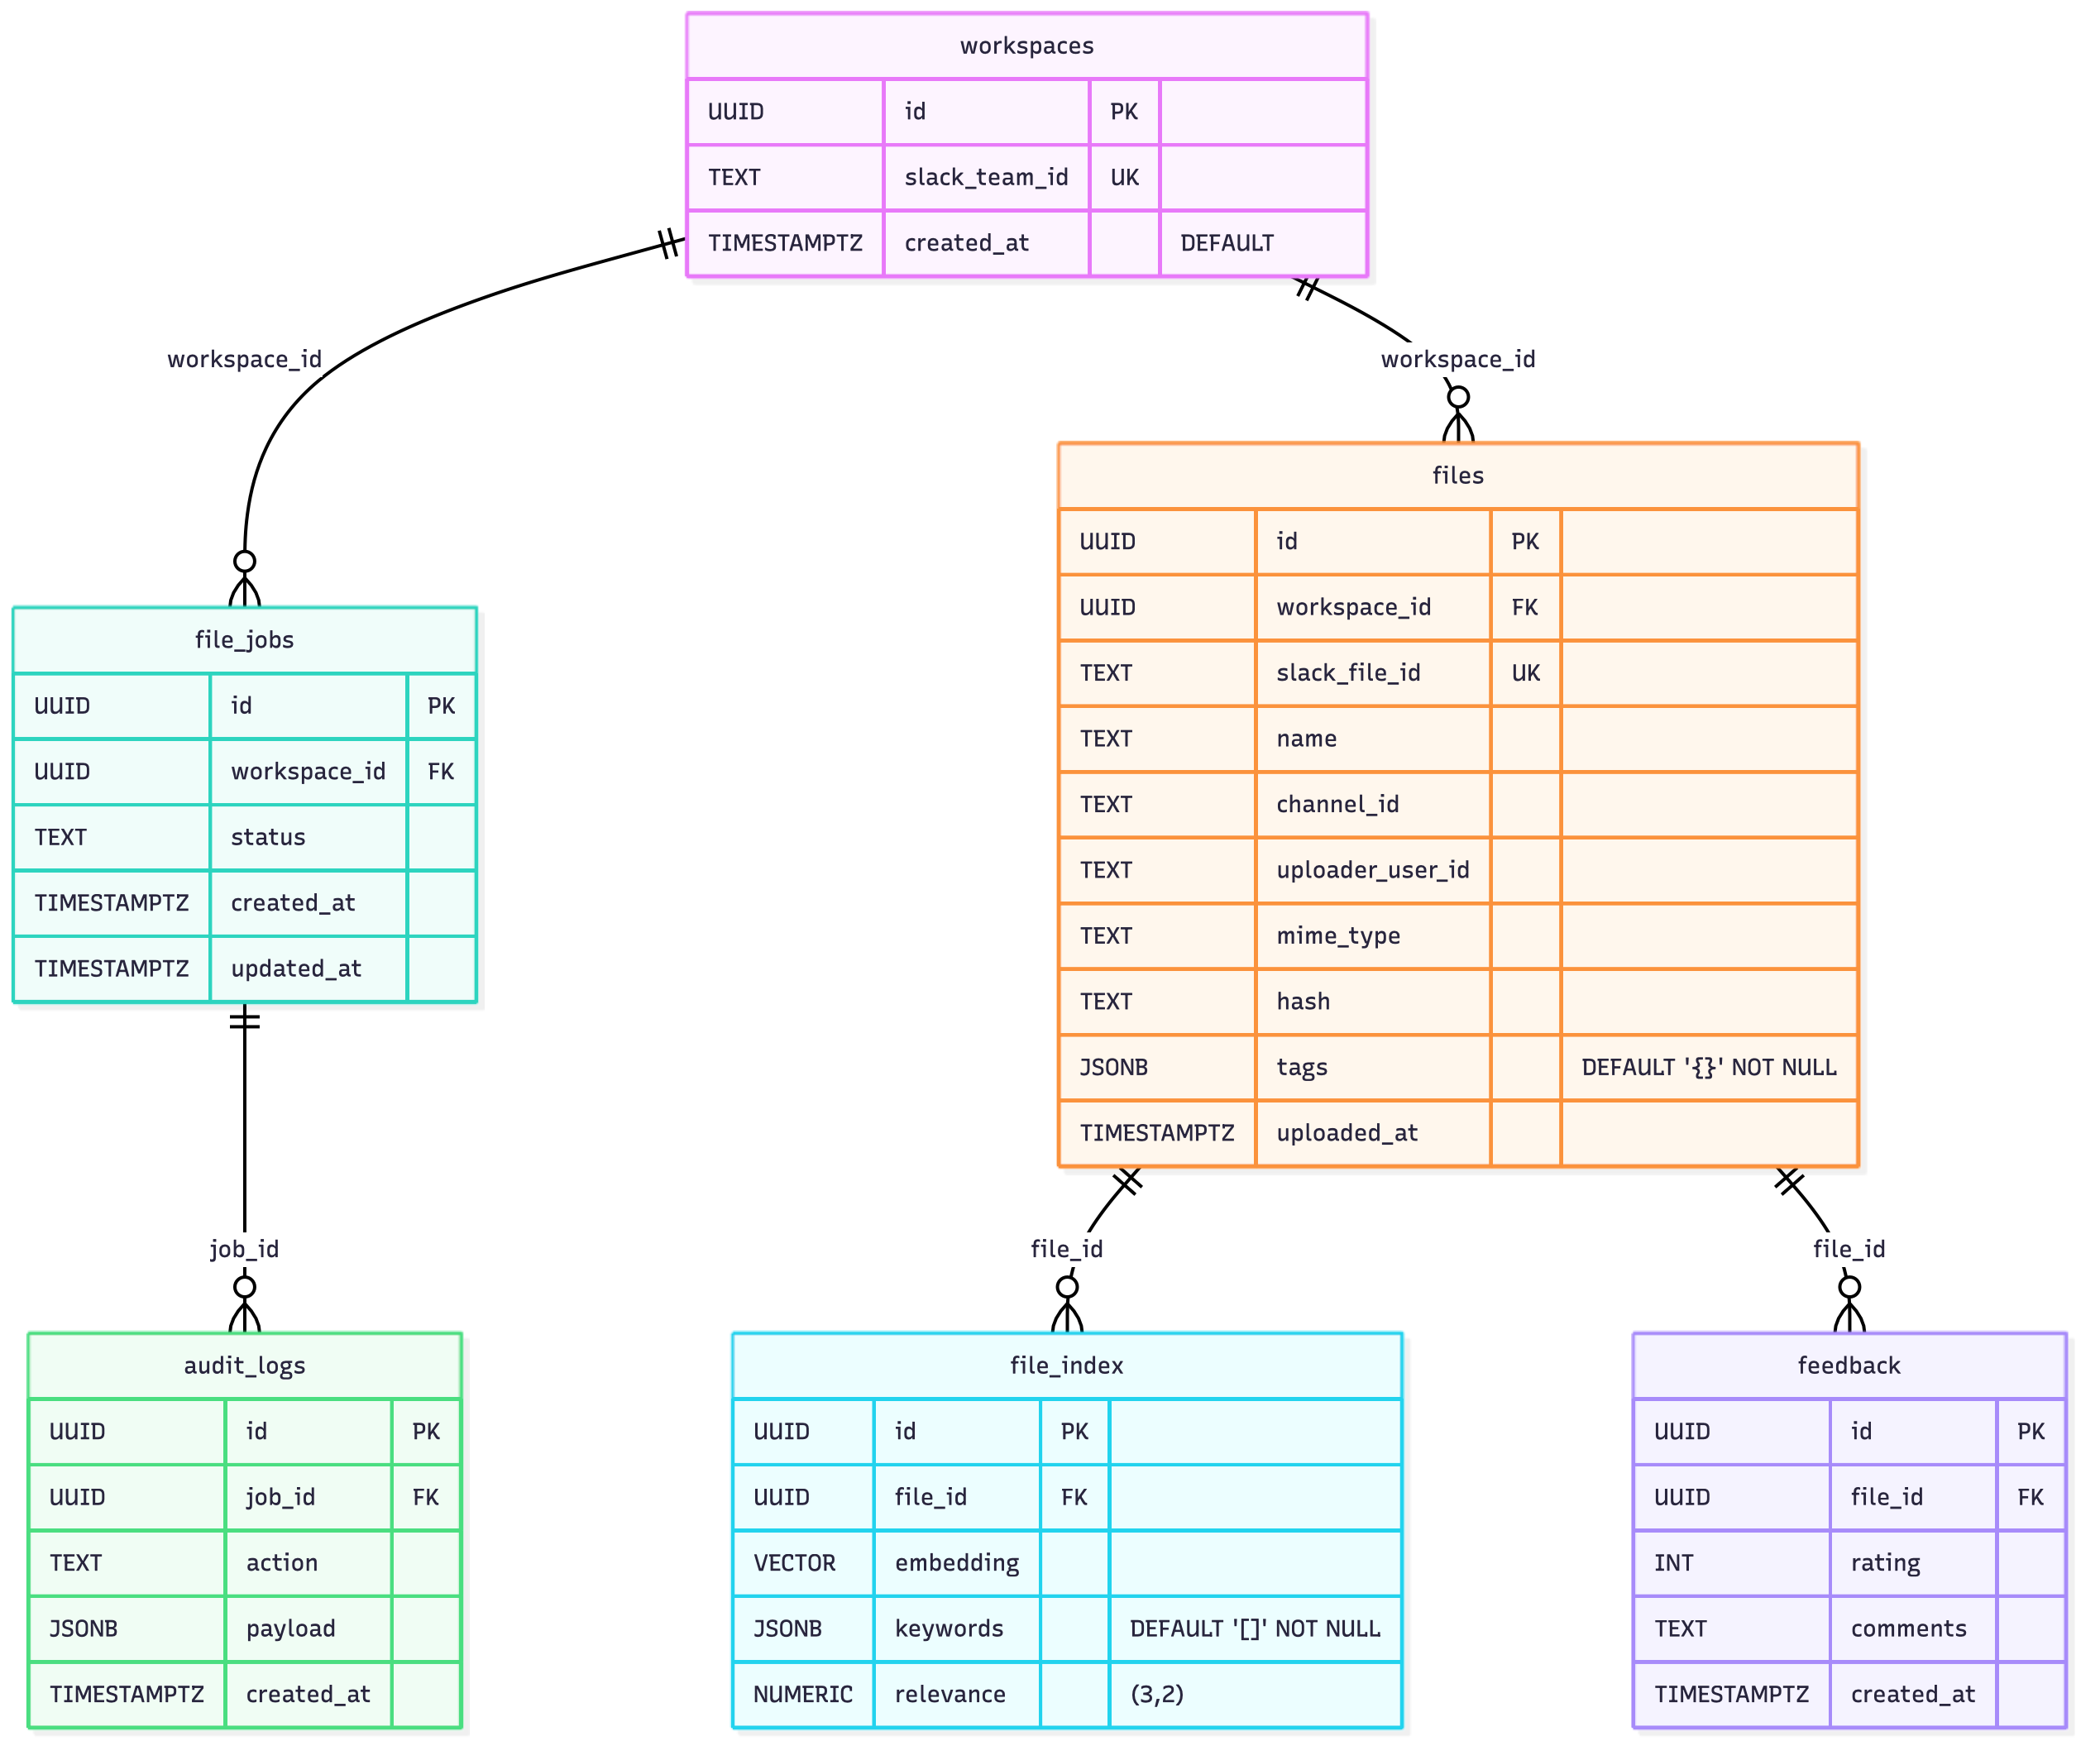 workspaces
UUID id PK
TEXT slack_team_id UK
TIMESTAMPTZ created_at DEFAULT
workspace_id
workspace_id
file_jobs
UUID id PK
UUID workspace_id FK
TEXT status
TIMESTAMPTZ created_at
TIMESTAMPTZ updated_at
files
UUID id PK
UUID workspace_id FK
TEXT slack_file_id UK
TEXT name
TEXT channel_id
TEXT uploader_user_id
TEXT mime_type
TEXT hash
JSONB tags DEFAULT '{}' NOT NULL
TIMESTAMPTZ uploaded_at
job_id
file_id
file_id
audit_logs
UUID id PK
UUID job_id FK
TEXT action
JSONB payload
TIMESTAMPTZ created_at
file_index
UUID id PK
UUID file_id FK
VECTOR embedding
JSONB keywords DEFAULT '[]' NOT NULL
NUMERIC relevance (3,2)
feedback
UUID id PK
UUID file_id FK
INT rating
TEXT comments
TIMESTAMPTZ created_at